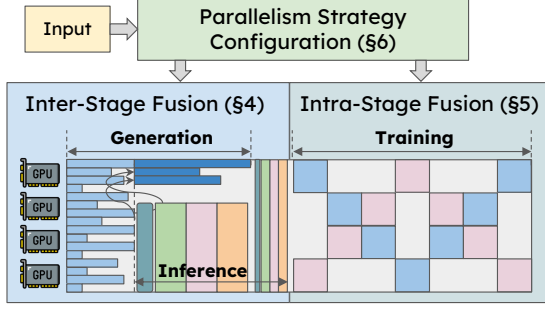 Input
Parallelism Strategy
Configuration (§6)
Inter-Stage Fusion (§4)
Intra-Stage Fusion (§5)
Generation
Training
GPU
GPU
GPU
GPU
Inference